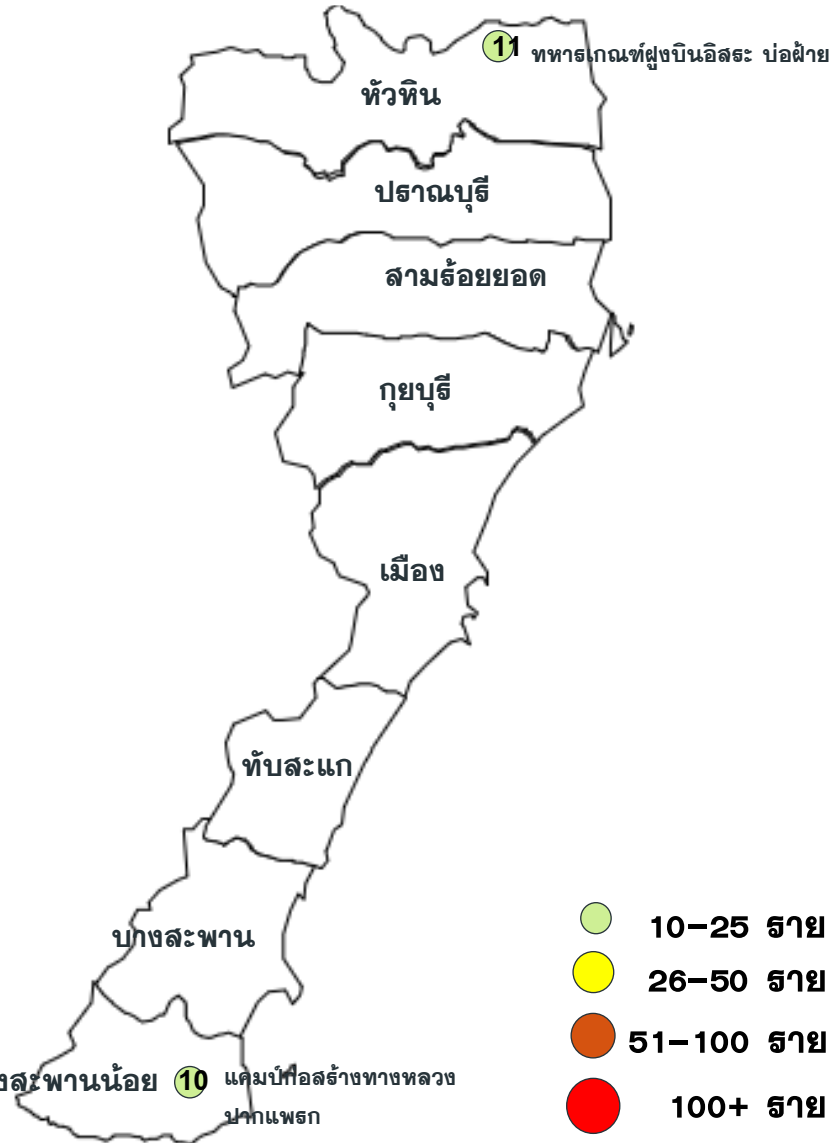 11 ทหารเกณฑ์ฝูงบินอิสระ บ่อฝ้าย
หัวหิน
ปราณบุรี
สามร้อยยอด
กุยบุรี
เมือง
ทับสะแก
บางสะพาน
10-25 ราย
26-50 ราย
51-100 ราย
100+ ราย
งสะพานน้อย 10 แคมป์ก่อสร้างทางหลวง
ปากแพรก